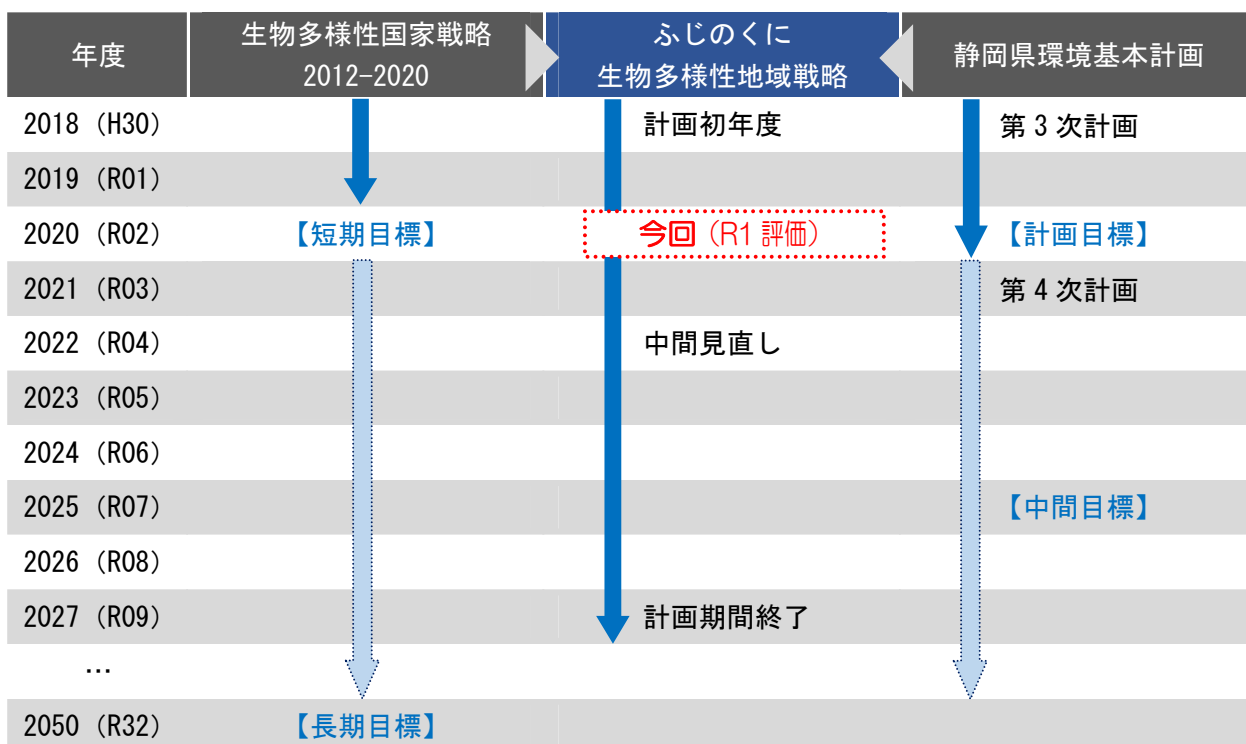 年度
生物多様性国家戦略
2012-2020
ふじのくに
生物多様性地域戦略
静岡県環境基本計画
2018（H30）
計画初年度
第3次計画
2019（R01）
2020（R02）
【短期目標】
今回（R1評価）
【計画目標】
2021（R03）
第4次計画
2022（R04）
中間見直し
2023（R05）
2024（R06）
2025（R07）
【中間目標】
2026（R08）
2027（R09）
計画期間終了
…
2050（R32）
【長期目標】